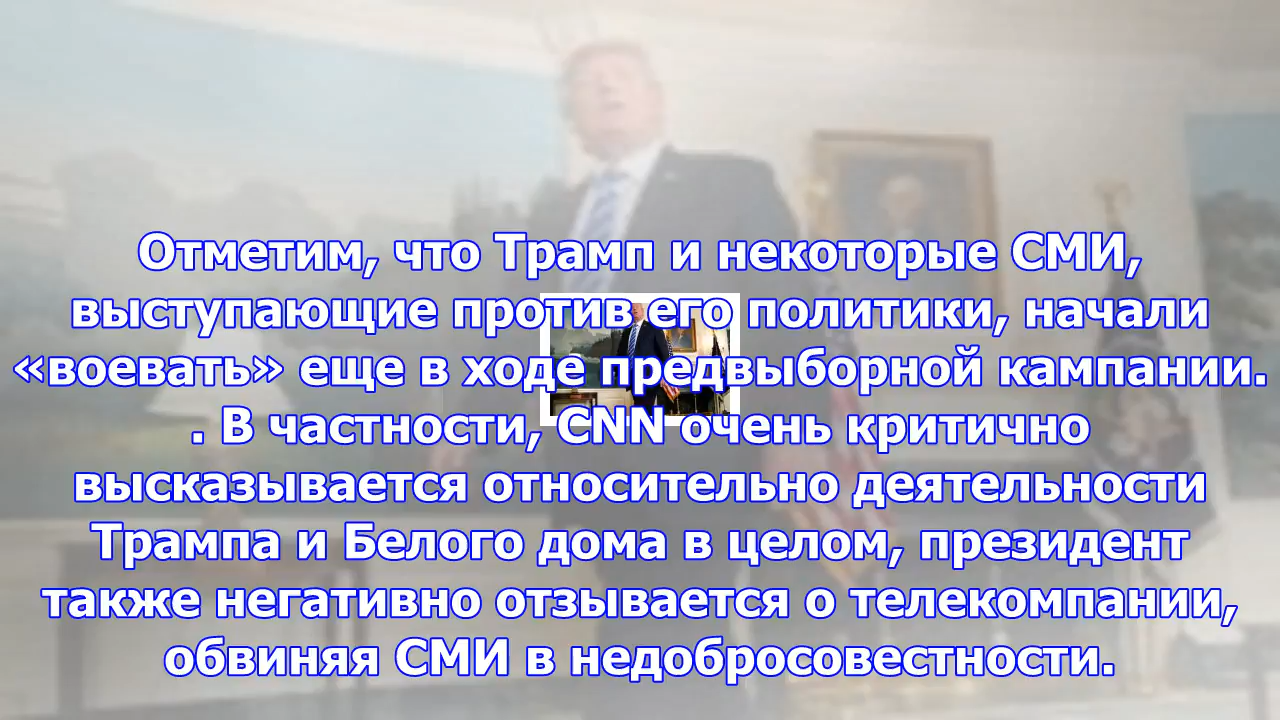 Отметим, что Трамп и некоторые СМИ,
выступающие против его политики, начали
«воевать» еще в ходе предвыборной кампании.
. В частности, CNN очень критично
высказывается относительно деятельности
Трампа и Белого дома в целом, президент
также негативно отзывается о телекомпании,
обвиняя СМИ в недобросовестности.